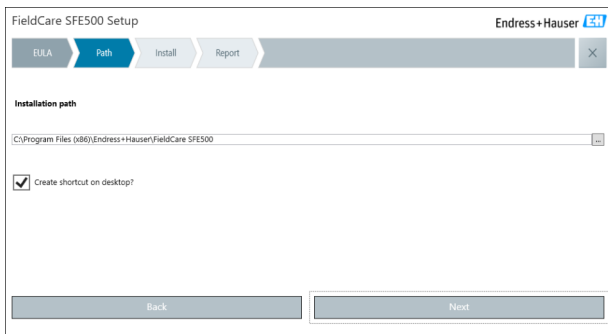 FieldCare SFE500 Setup
Endress+Hauser EH
EULA Path Install Report
Installation path
C:\Program Files (x86)\Endress+Hauser\FieldCare SFE500
...
Create shortcut on desktop?
Back Next